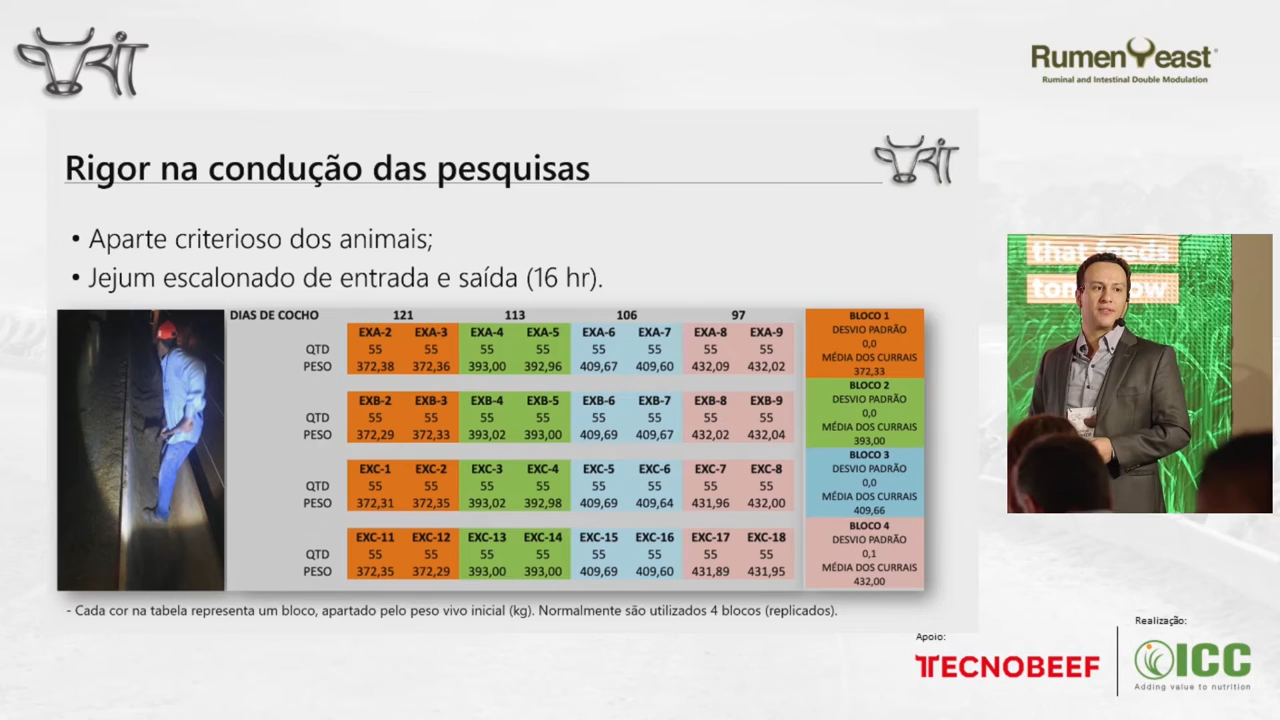 RIT
RumenYeast
Ruminal and Intestinal Double Modulation
Rigor na condução das pesquisas
RIT
• Aparte criterioso dos animais;
• Jejum escalonado de entrada e saída (16 hr).
DIAS DE COCHO 121 113 106 97
EXA-2 EXA-3 EXA-4 EXA-5 EXA-6 EXA-7 EXA-8 EXA-9
QTD 55 55 55 55 55 55 55 55
PESO 372,38 372,36 393,00 392,96 409,67 409,60 432,09 432,02
EXB-2 EXB-3 EXB-4 EXB-5 EXB-6 EXB-7 EXB-8 EXB-9
QTD 55 55 55 55 55 55 55 55
PESO 372,29 372,33 393,02 393,00 409,69 409,67 432,02 432,04
EXC-1 EXC-2 EXC-3 EXC-4 EXC-5 EXC-6 EXC-7 EXC-8
QTD 55 55 55 55 55 55 55 55
PESO 372,31 372,35 393,02 392,98 409,69 409,64 431,96 432,00
EXC-11 EXC-12 EXC-13 EXC-14 EXC-15 EXC-16 EXC-17 EXC-18
QTD 55 55 55 55 55 55 55 55
PESO 372,35 372,29 393,00 393,00 409,69 409,60 431,89 431,95
BLOCO 1
DESVIO PADRÃO
0,0
MÉDIA DOS CURRAIS
372,33
BLOCO 2
DESVIO PADRÃO
0,0
MÉDIA DOS CURRAIS
393,00
BLOCO 3
DESVIO PADRÃO
0,0
MÉDIA DOS CURRAIS
409,66
BLOCO 4
DESVIO PADRÃO
0,1
MÉDIA DOS CURRAIS
432,00
- Cada cor na tabela representa um bloco, apartado pelo peso vivo inicial (kg). Normalmente são utilizados 4 blocos (replicados).
that feeds
Apoio:
TECNOBEEF
Realização:
ICC
Adding value to nutrition